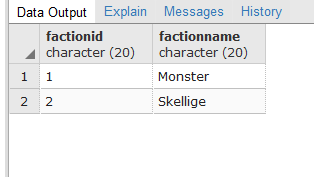 Data Output Explain Messages History
factionid factionname
character (20) character (20)
1 1 Monster
2 2 Skellige